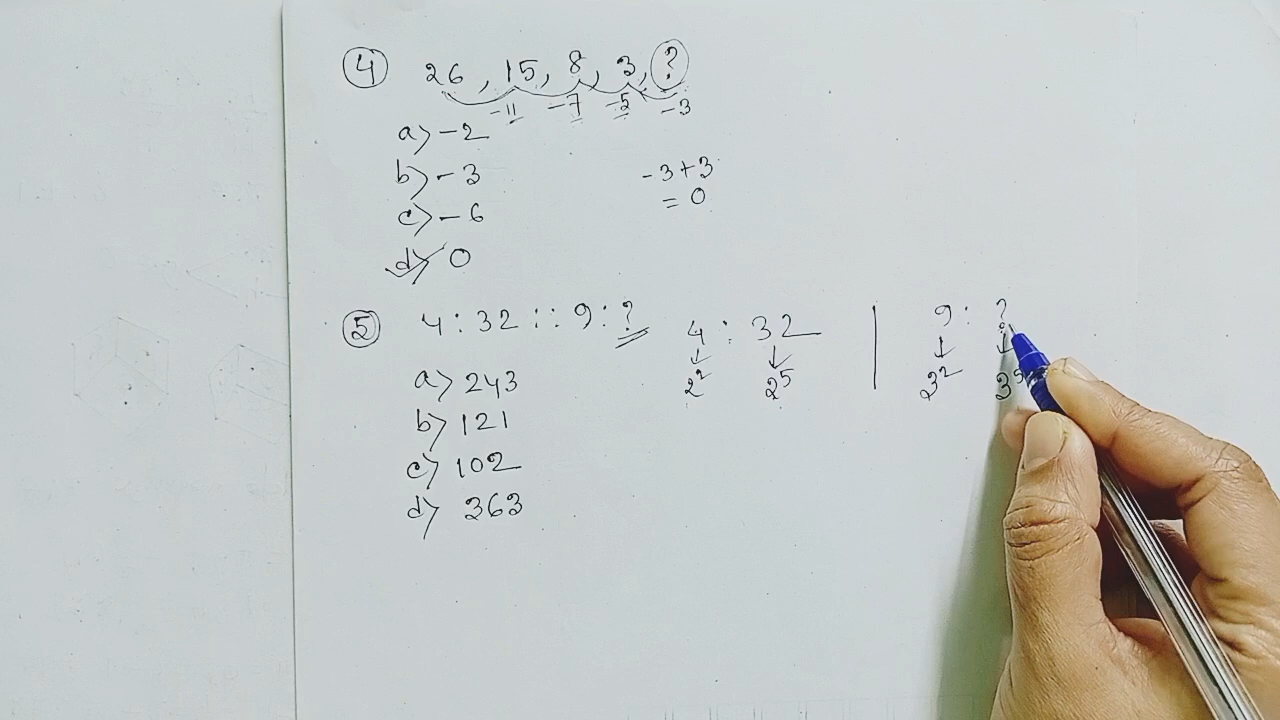 ④ 26, 15, 8, 3, ?
-11 -7 -5 -3
a) -2
b) -3
c) -6
d) 0
-3+3
= 0
⑤ 4 : 32 :: 9 : ?
a) 243
b) 121
c) 102
d) 363
4 : 32 | 9 : ?
↓ ↓ ↓ ↓
2² 2⁵ 3² 3⁵